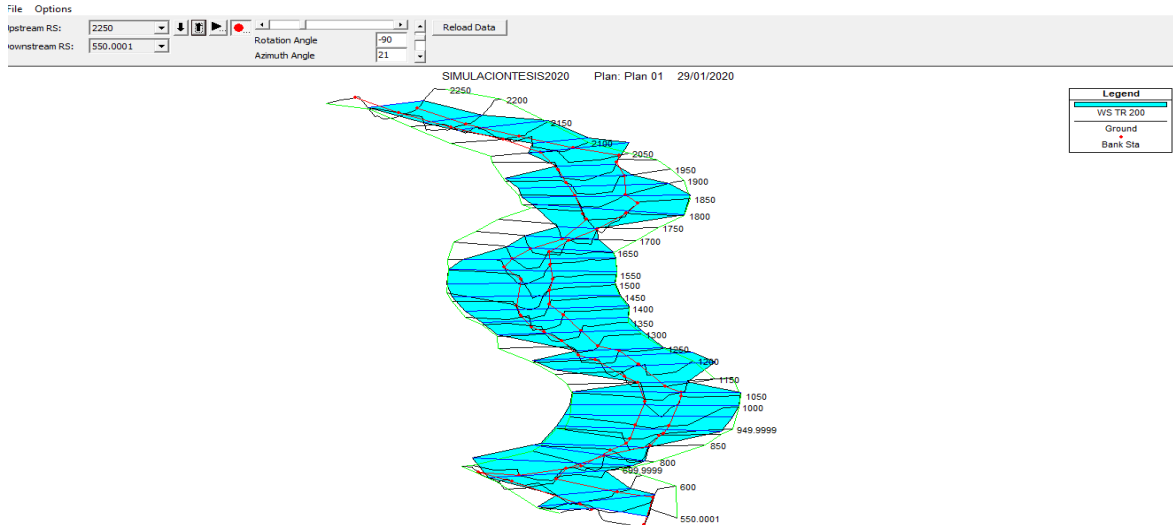 File Options
Upstream RS: 2250
Downstream RS: 550.0001
Rotation Angle -90
Azimuth Angle 21
Reload Data
SIMULACIONTESIS2020 Plan: Plan 01 29/01/2020
Legend
WS TR 200
Ground
Bank Sta
2250
2200
2150
2100
2050
1950
1900
1850
1800
1750
1700
1650
1550
1500
1450
1400
1350
1300
1250
1200
1150
1050
1000
949.9999
850
800
699.9999
600
550.0001